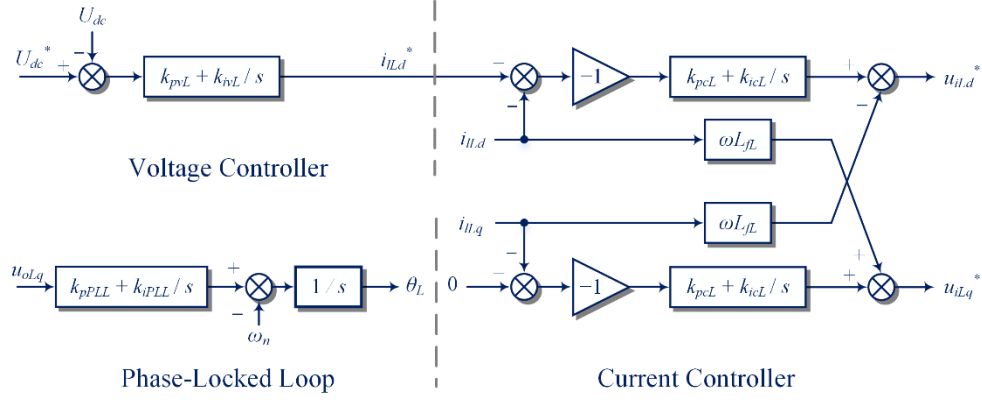 U_dc
U_dc^*
−
+
k_pvL + k_ivL / s
i_lLd^*
−
−
−1
k_pcL + k_icL / s
+
−
u_iLd^*
i_lLd
ωL_fL
Voltage Controller
i_lLq
ωL_fL
u_oLq
k_pPLL + k_iPLL / s
+
−
ω_n
1 / s
θ_L
0
−
−
−1
k_pcL + k_icL / s
+
+
u_iLq^*
Phase-Locked Loop
Current Controller